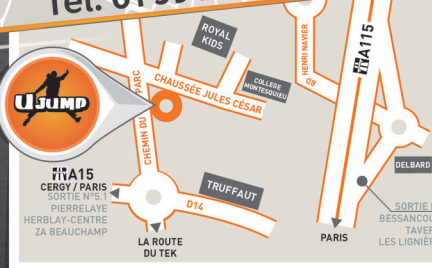 Tel.
ROYAL
KIDS
HENRI NAVIER
BD
A115
PARC
CHEMIN DU
CHAUSSÉE JULES CÉSAR
COLLEGE
MONTESQUIEU
UJUMP
A15
CERGY / PARIS
SORTIE N°5.1
PIERRELAYE
HERBLAY-CENTRE
ZA BEAUCHAMP
TRUFFAUT
D14
LA ROUTE
DU TEK
PARIS
DELBARD
SORTIE
BESSANCOU
TAVER
LES LIGNIÈR